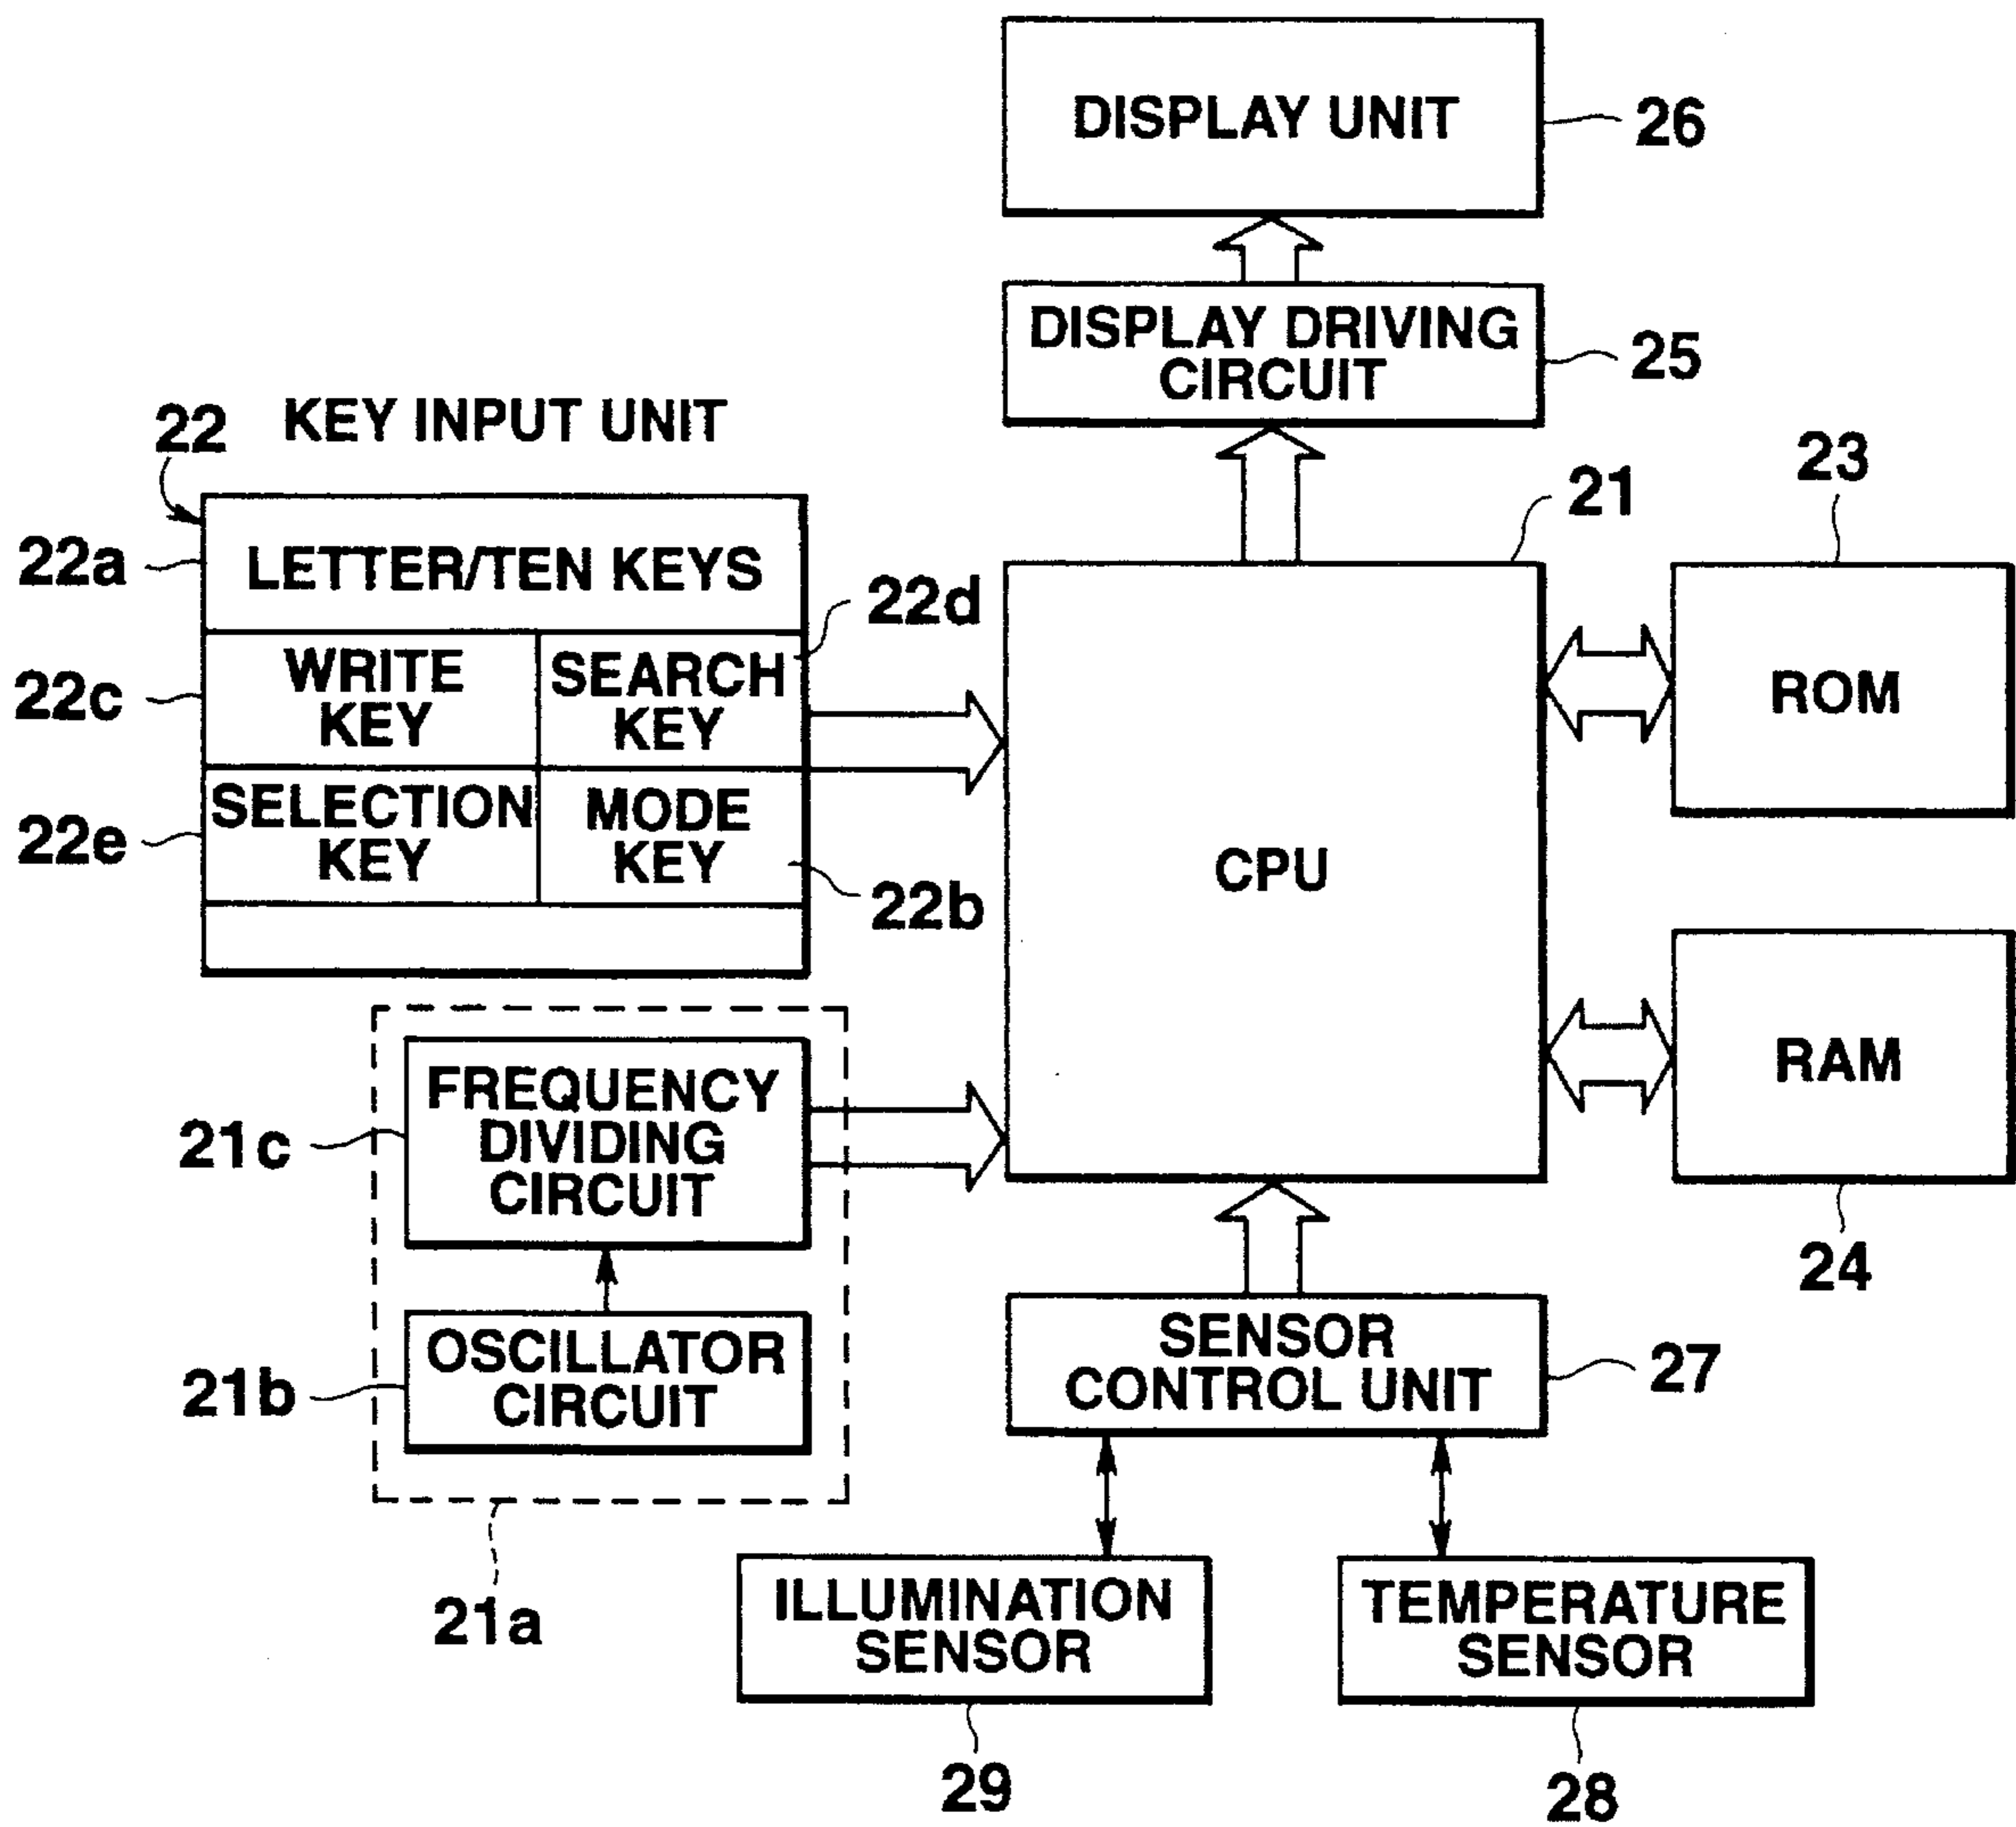 DISPLAY UNIT
26
DISPLAY DRIVING
CIRCUIT
25
22
KEY INPUT UNIT
22a
LETTER/TEN KEYS
22d
22c
WRITE
KEY
SEARCH
KEY
22e
SELECTION
KEY
MODE
KEY
22b
21
CPU
23
ROM
RAM
24
21c
FREQUENCY
DIVIDING
CIRCUIT
21b
OSCILLATOR
CIRCUIT
21a
SENSOR
CONTROL UNIT
27
ILLUMINATION
SENSOR
29
TEMPERATURE
SENSOR
28